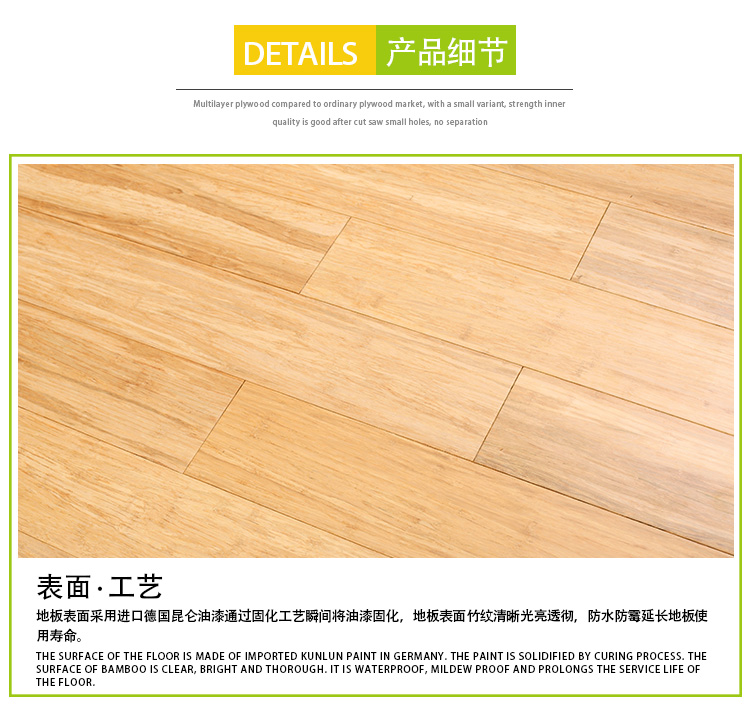 DETAILS 产品细节
Multilayer plywood compared to ordinary plywood market, with a small variant, strength inner
quality is good after cut saw small holes, no separation
表面·工艺
地板表面采用进口德国昆仑油漆通过固化工艺瞬间将油漆固化，地板表面竹纹清晰光亮透彻，防水防霉延长地板使
用寿命。
THE SURFACE OF THE FLOOR IS MADE OF IMPORTED KUNLUN PAINT IN GERMANY. THE PAINT IS SOLIDIFIED BY CURING PROCESS. THE
SURFACE OF BAMBOO IS CLEAR, BRIGHT AND THOROUGH. IT IS WATERPROOF, MILDEW PROOF AND PROLONGS THE SERVICE LIFE OF
THE FLOOR.